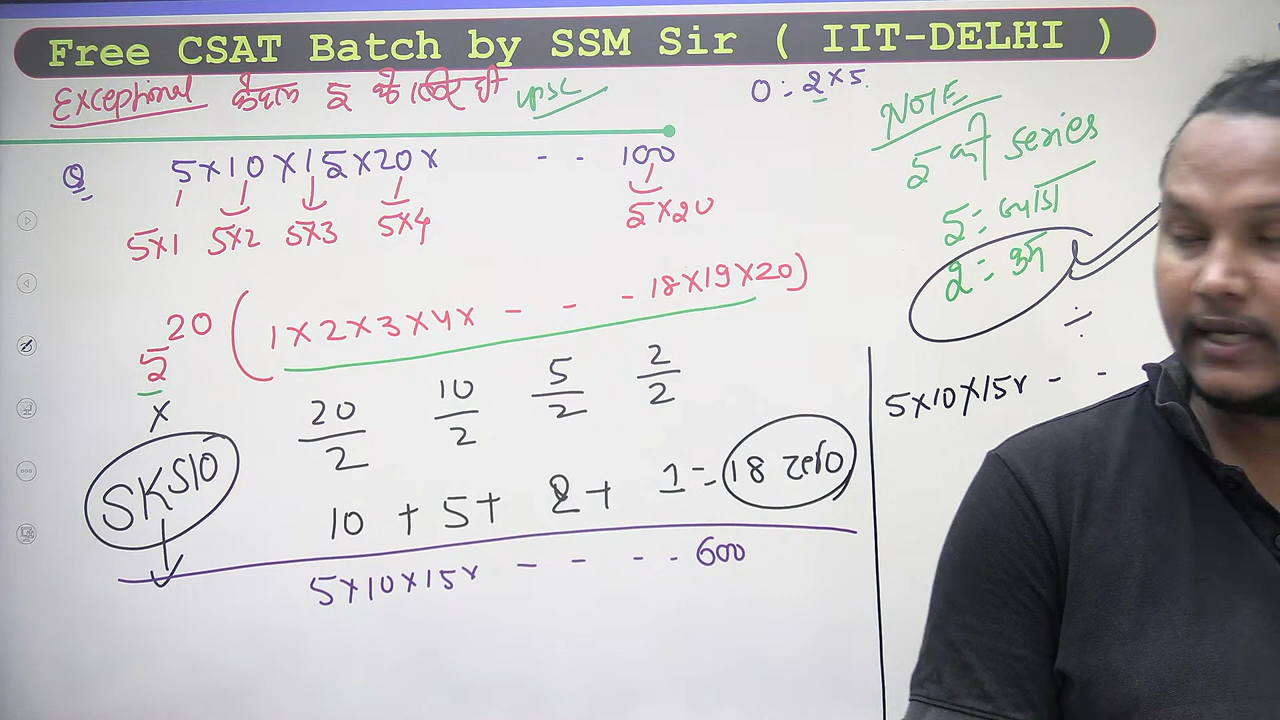 Free CSAT Batch by SSM Sir ( IIT-DELHI )
Exceptional केवल 5 के लिए ही UPSC
0 : 2×5
NOTE
5 की series
5 = ज्यादा
2 = कम
÷
Q 5×10×15×20× - - 100
5×1 5×2 5×3 5×4 5×20
5^20 (1×2×3×4× - - - 18×19×20)
×
20/2 10/2 5/2 2/2
SKS10
10 + 5 + 2 + 1 = 18 zero
5×10×15× - - - - 600
5×10×15× - -